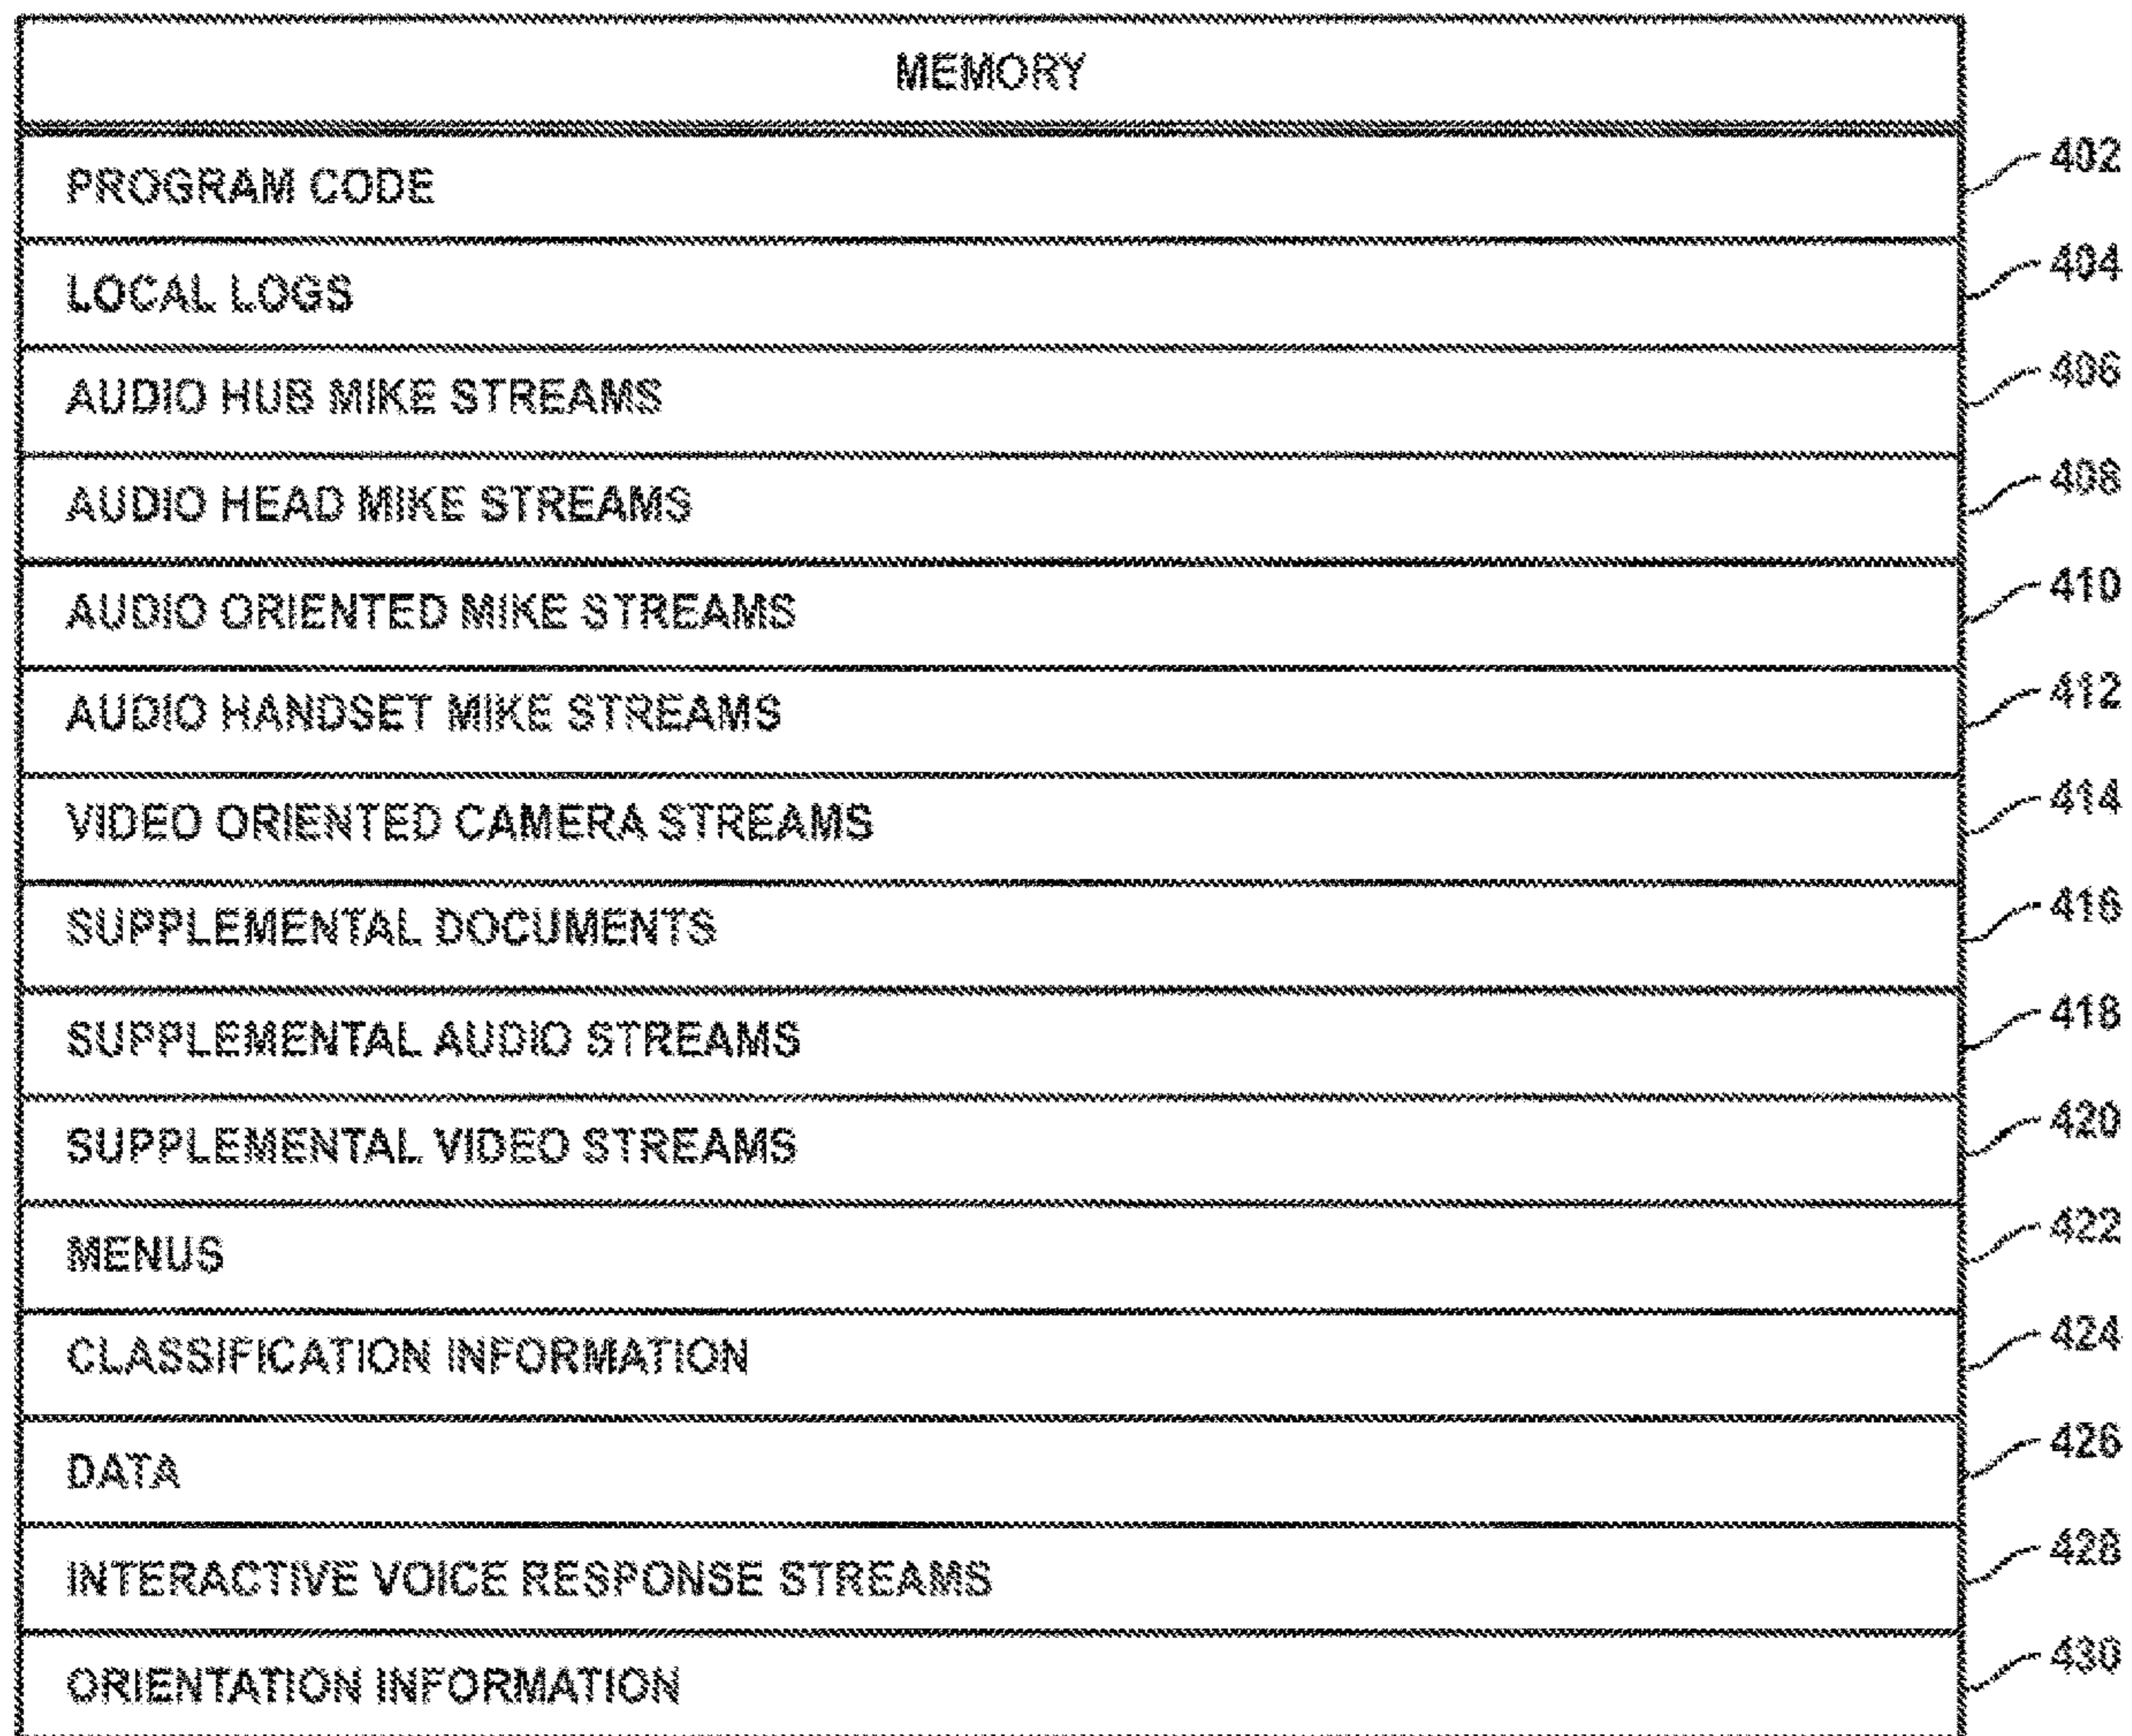 MEMORY
PROGRAM CODE 402
LOCAL LOGS 404
AUDIO HUB MIKE STREAMS 406
AUDIO HEAD MIKE STREAMS 408
AUDIO ORIENTED MIKE STREAMS 410
AUDIO HANDSET MIKE STREAMS 412
VIDEO ORIENTED CAMERA STREAMS 414
SUPPLEMENTAL DOCUMENTS 416
SUPPLEMENTAL AUDIO STREAMS 418
SUPPLEMENTAL VIDEO STREAMS 420
MENUS 422
CLASSIFICATION INFORMATION 424
DATA 426
INTERACTIVE VOICE RESPONSE STREAMS 428
ORIENTATION INFORMATION 430